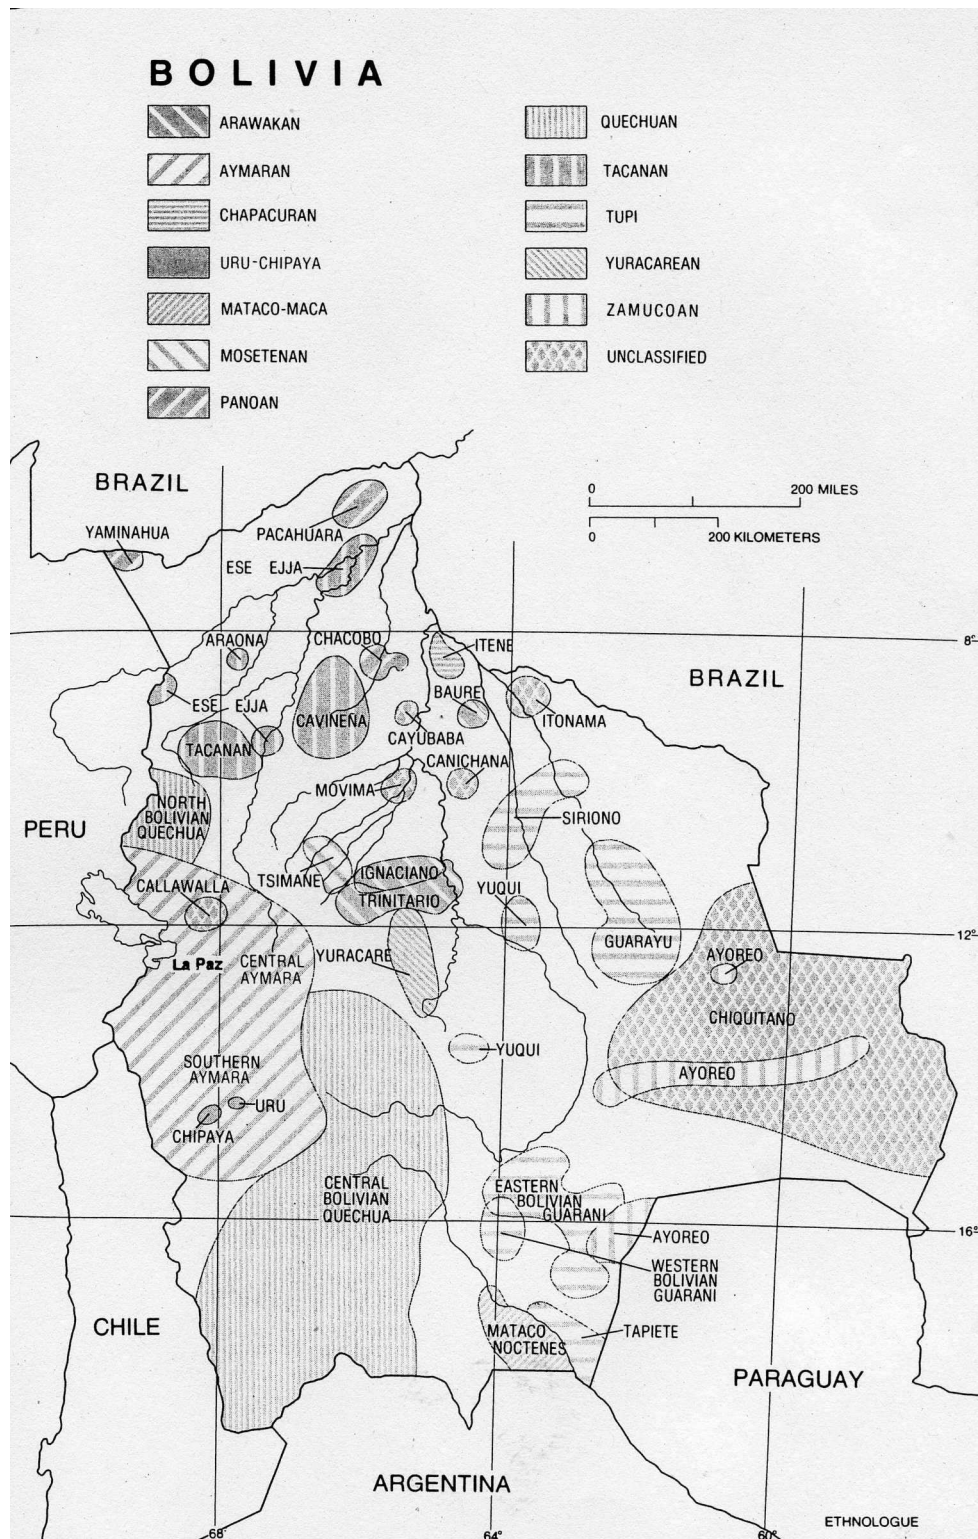 BOLIVIA
ARAWAKAN
AYMARAN
CHAPACURAN
URU-CHIPAYA
MATACO-MACA
MOSETENAN
PANOAN
QUECHUAN
TACANAN
TUPI
YURACAREAN
ZAMUCOAN
UNCLASSIFIED
BRAZIL
0 200 MILES
0 200 KILOMETERS
YAMINAHUA
PACAHUARA
ESE EJJA
ARAONA
CHACOBO
ITENE
8°
BRAZIL
ESE EJJA
BAURE
CAVINEÑA
ITONAMA
TACANAN
CAYUBABA
CANICHANA
MOVIMA
NORTH
BOLIVIAN
QUECHUA
PERU
SIRIONO
TSIMANE
IGNACIANO
CALLAWALLA
TRINITARIO
YUQUI
12°
GUARAYU
La Paz
CENTRAL
AYMARA
YURACARE
AYOREO
CHIQUITANO
YUQUI
SOUTHERN
AYMARA
AYOREO
URU
CHIPAYA
CENTRAL
BOLIVIAN
QUECHUA
EASTERN
BOLIVIAN
GUARANI
16°
AYOREO
WESTERN
BOLIVIAN
GUARANI
CHILE
MATACO
NOCTENES
TAPIETE
PARAGUAY
ARGENTINA
ETHNOLOGUE
68°
64°
60°